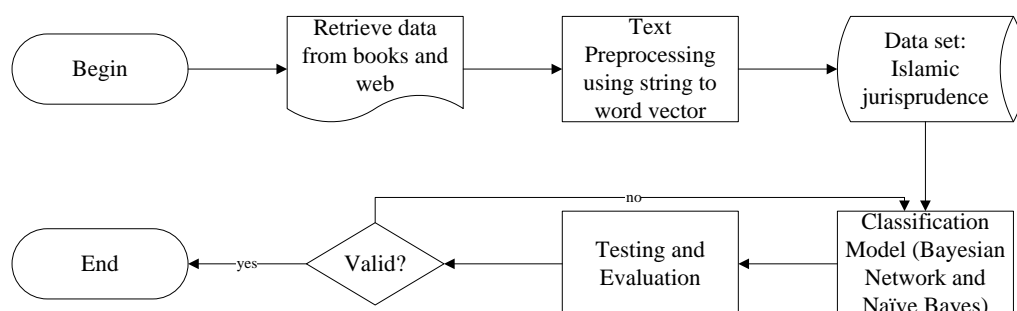 Begin
Retrieve data
from books and
web
Text
Preprocessing
using string to
word vector
Data set:
Islamic
jurisprudence
no
End
yes
Valid?
Testing and
Evaluation
Classification
Model (Bayesian
Network and
Naïve Bayes)